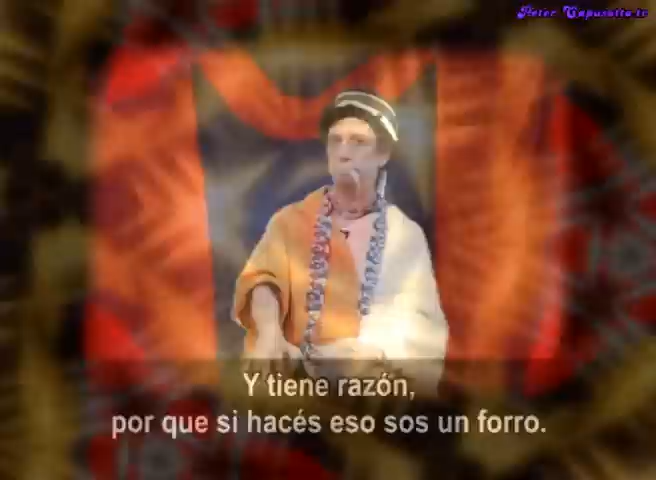 Peter Capusotto.tv
Y tiene razón,
por que si hacés eso sos un forro.